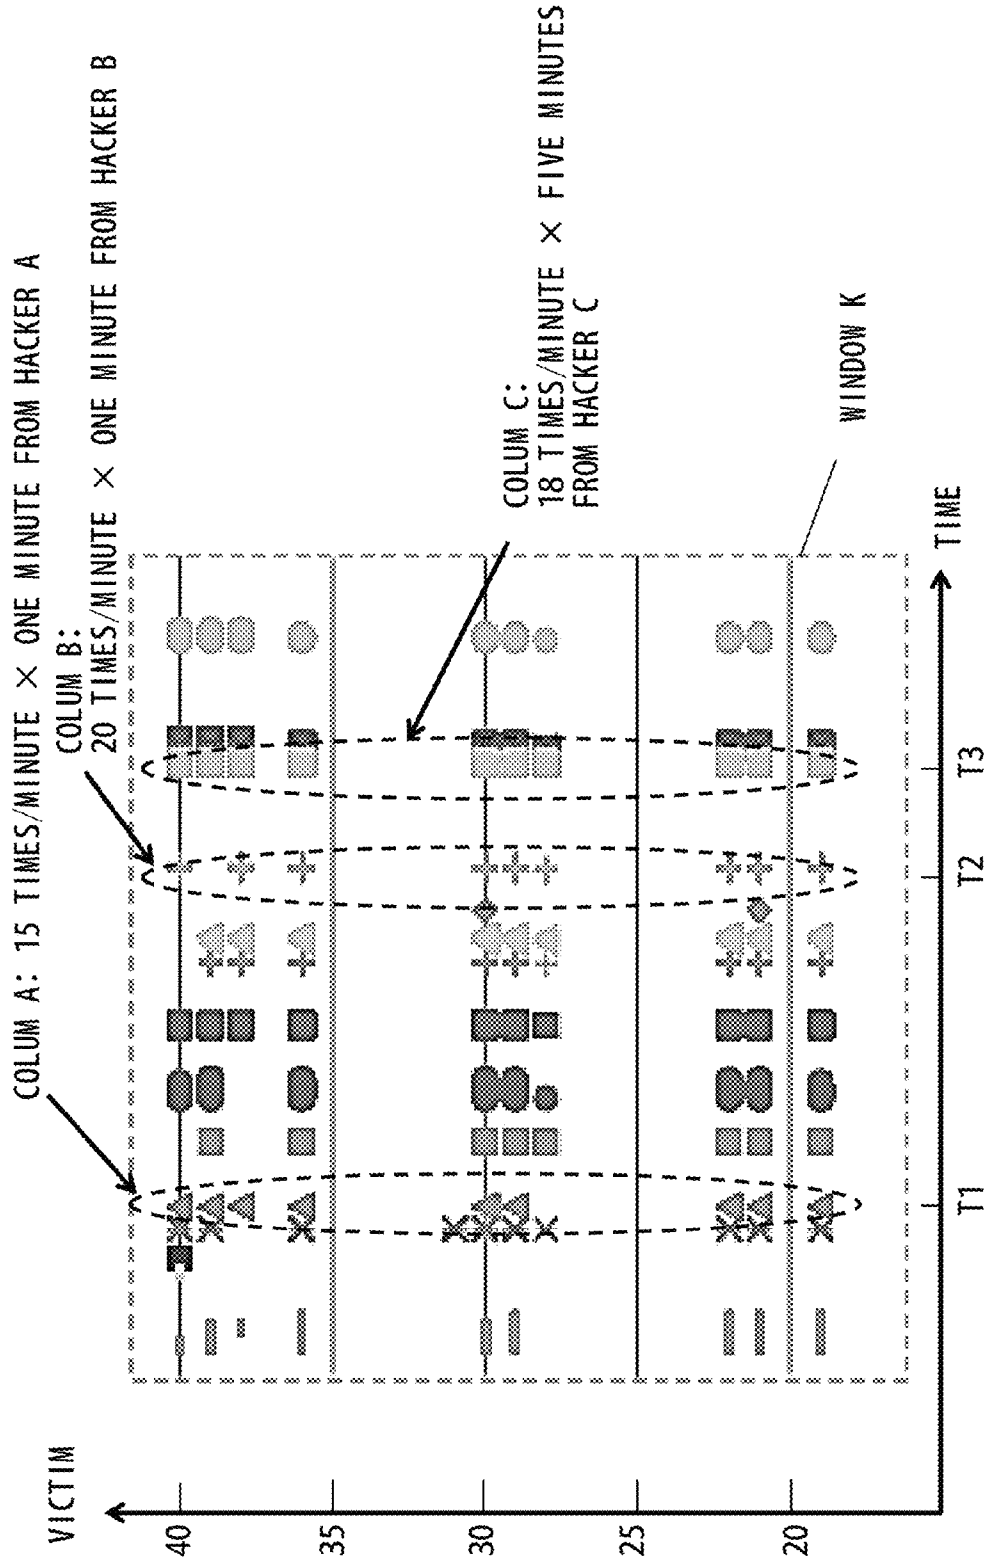 COLUM A: 15 TIMES/MINUTE × ONE MINUTE FROM HACKER A
COLUM B:
20 TIMES/MINUTE × ONE MINUTE FROM HACKER B
COLUM C:
18 TIMES/MINUTE × FIVE MINUTES
FROM HACKER C
WINDOW K
VICTIM
40
35
30
25
20
T1
T2
T3
TIME